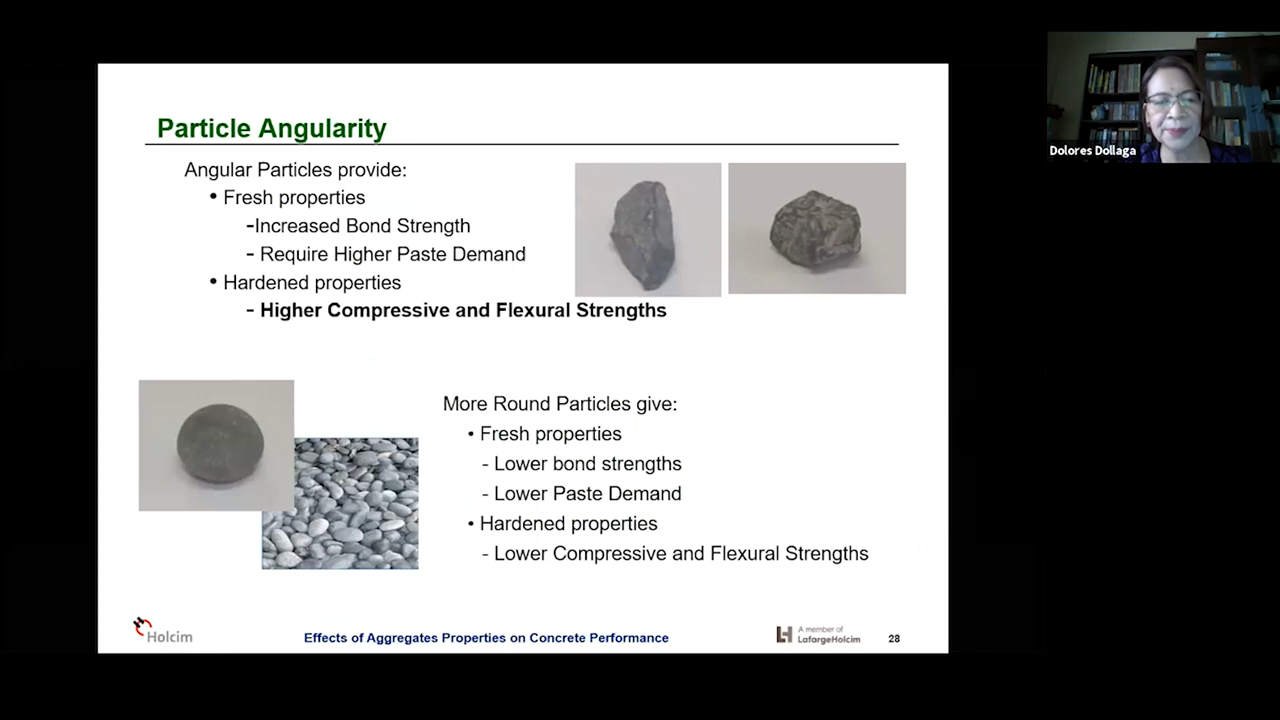 Particle Angularity
Angular Particles provide:
• Fresh properties
-Increased Bond Strength
- Require Higher Paste Demand
• Hardened properties
- Higher Compressive and Flexural Strengths
More Round Particles give:
• Fresh properties
- Lower bond strengths
- Lower Paste Demand
• Hardened properties
- Lower Compressive and Flexural Strengths
Holcim
Effects of Aggregates Properties on Concrete Performance
A member of
LafargeHolcim
28
Dolores Dollaga